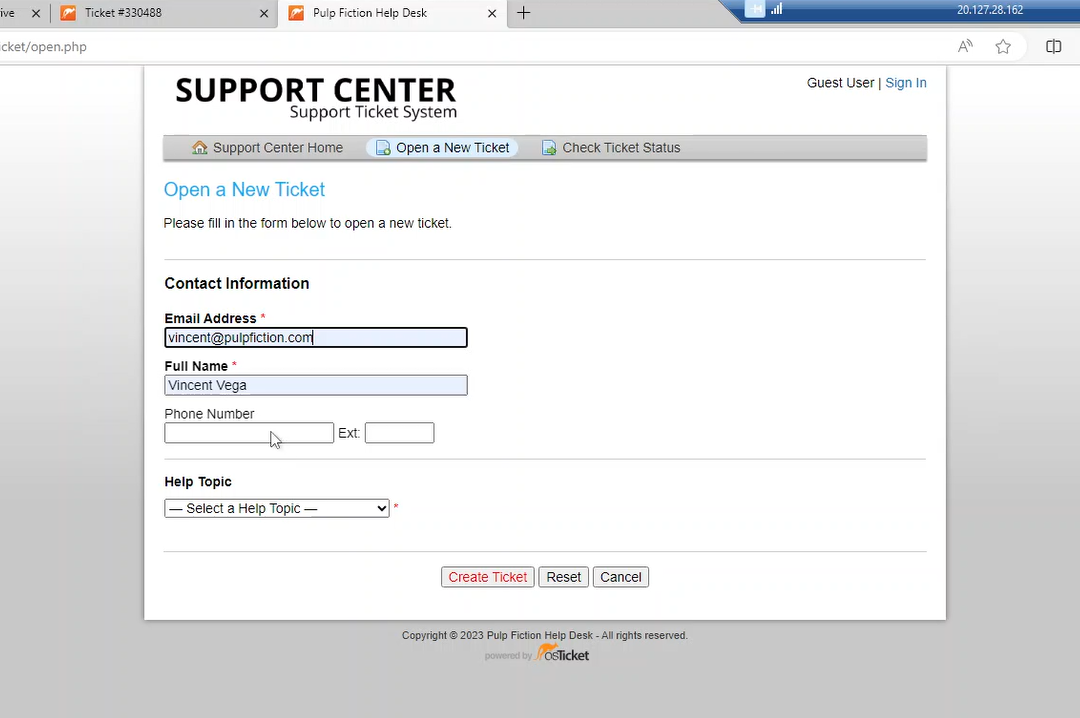 ive
Ticket #330488
Pulp Fiction Help Desk
20.127.28.162
cket/open.php
SUPPORT CENTER
Support Ticket System
Guest User | Sign In
Support Center Home
Open a New Ticket
Check Ticket Status
Open a New Ticket
Please fill in the form below to open a new ticket.
Contact Information
Email Address *
vincent@pulpfiction.com
Full Name *
Vincent Vega
Phone Number
Ext:
Help Topic
— Select a Help Topic — *
Create Ticket
Reset
Cancel
Copyright © 2023 Pulp Fiction Help Desk - All rights reserved.
powered by osTicket